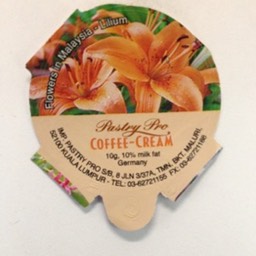 Flowers in Malaysia - Lilium
Pastry Pro
COFFEE-CREAM
10g, 10% milk fat
Germany
IMP. PASTRY PRO S/B, 8 JLN 3/37A, TMN. BKT. MALURI,
52100 KUALA LUMPUR - TEL: 03-62721155 FX: 03-62721166